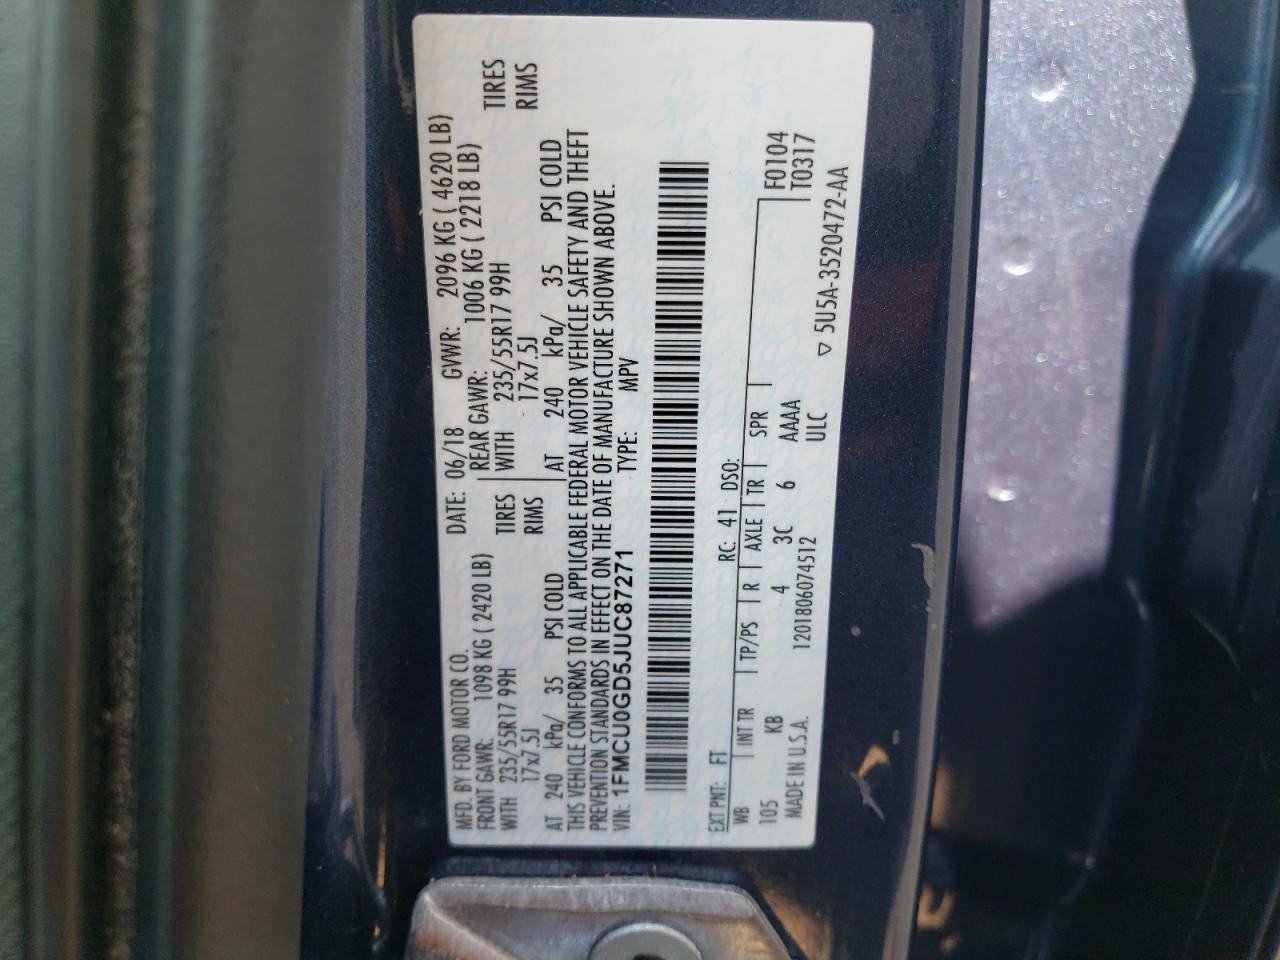 MFD. BY FORD MOTOR CO. DATE: 06/18 GVWR: 2096 KG ( 4620 LB)
FRONT GAWR: 1098 KG ( 2420 LB) REAR GAWR: 1006 KG ( 2218 LB)
WITH 235/55R17 99H TIRES WITH 235/55R17 99H TIRES
17x7.5J RIMS 17x7.5J RIMS
AT 240 kPa/ 35 PSI COLD AT 240 kPa/ 35 PSI COLD
THIS VEHICLE CONFORMS TO ALL APPLICABLE FEDERAL MOTOR VEHICLE SAFETY AND THEFT
PREVENTION STANDARDS IN EFFECT ON THE DATE OF MANUFACTURE SHOWN ABOVE.
VIN: 1FMCU0GD5JUC87271 TYPE: MPV
EXT PNT: FT RC: 41 DSO:
WB INT TR TP/PS R AXLE TR SPR F0104
105 KB 4 3C 6 AAAA T0317
MADE IN U.S.A. 1201806074512 ULC
▽ 5U5A-3520472-AA